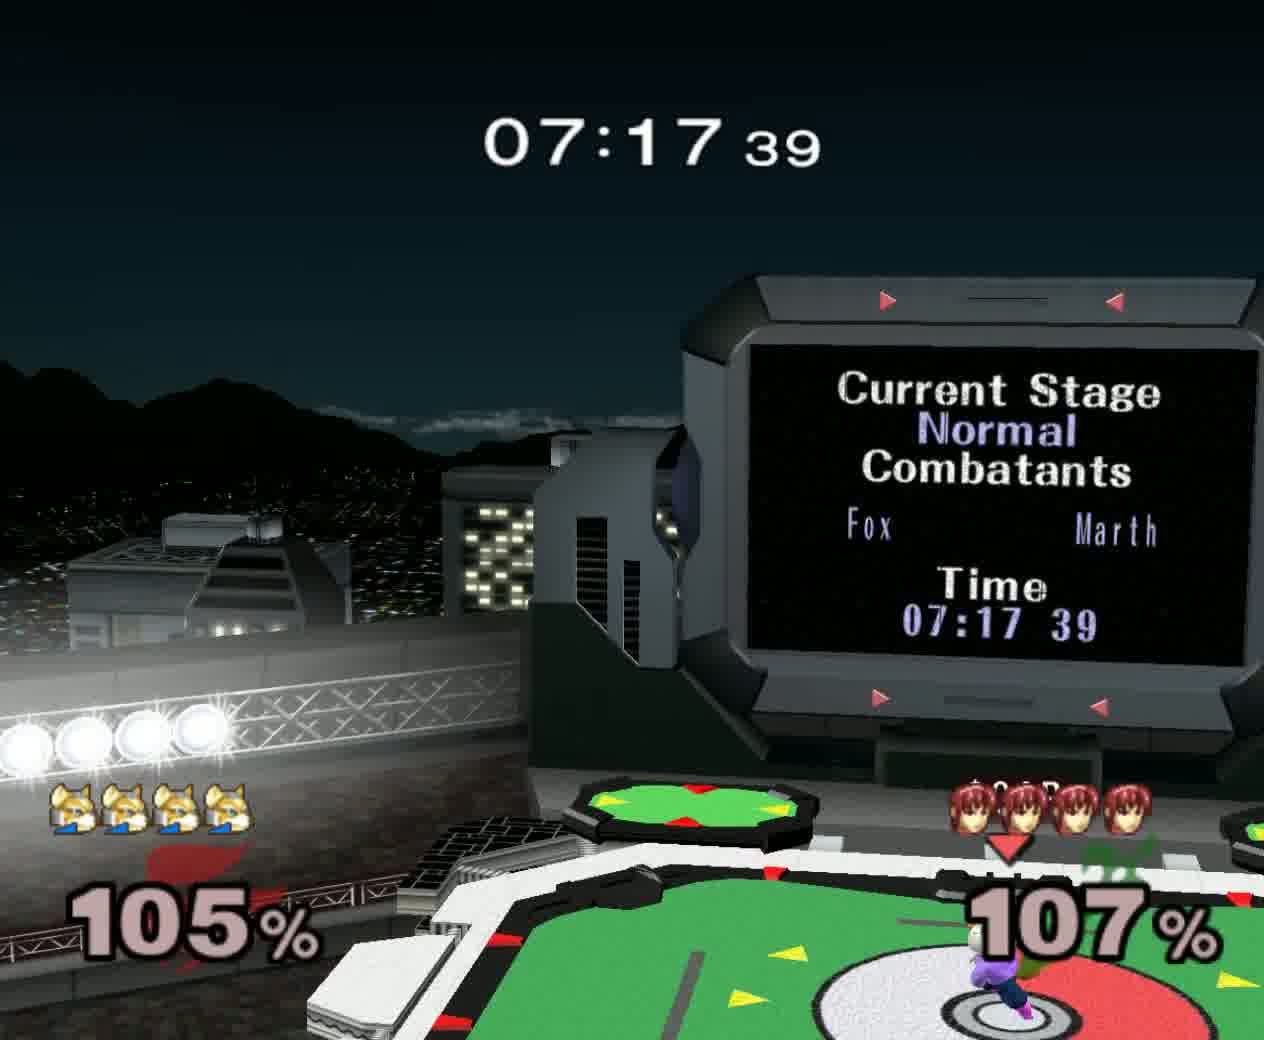 07:17 39
Current Stage
Normal
Combatants
Fox Marth
Time
07:17 39
105%
107%